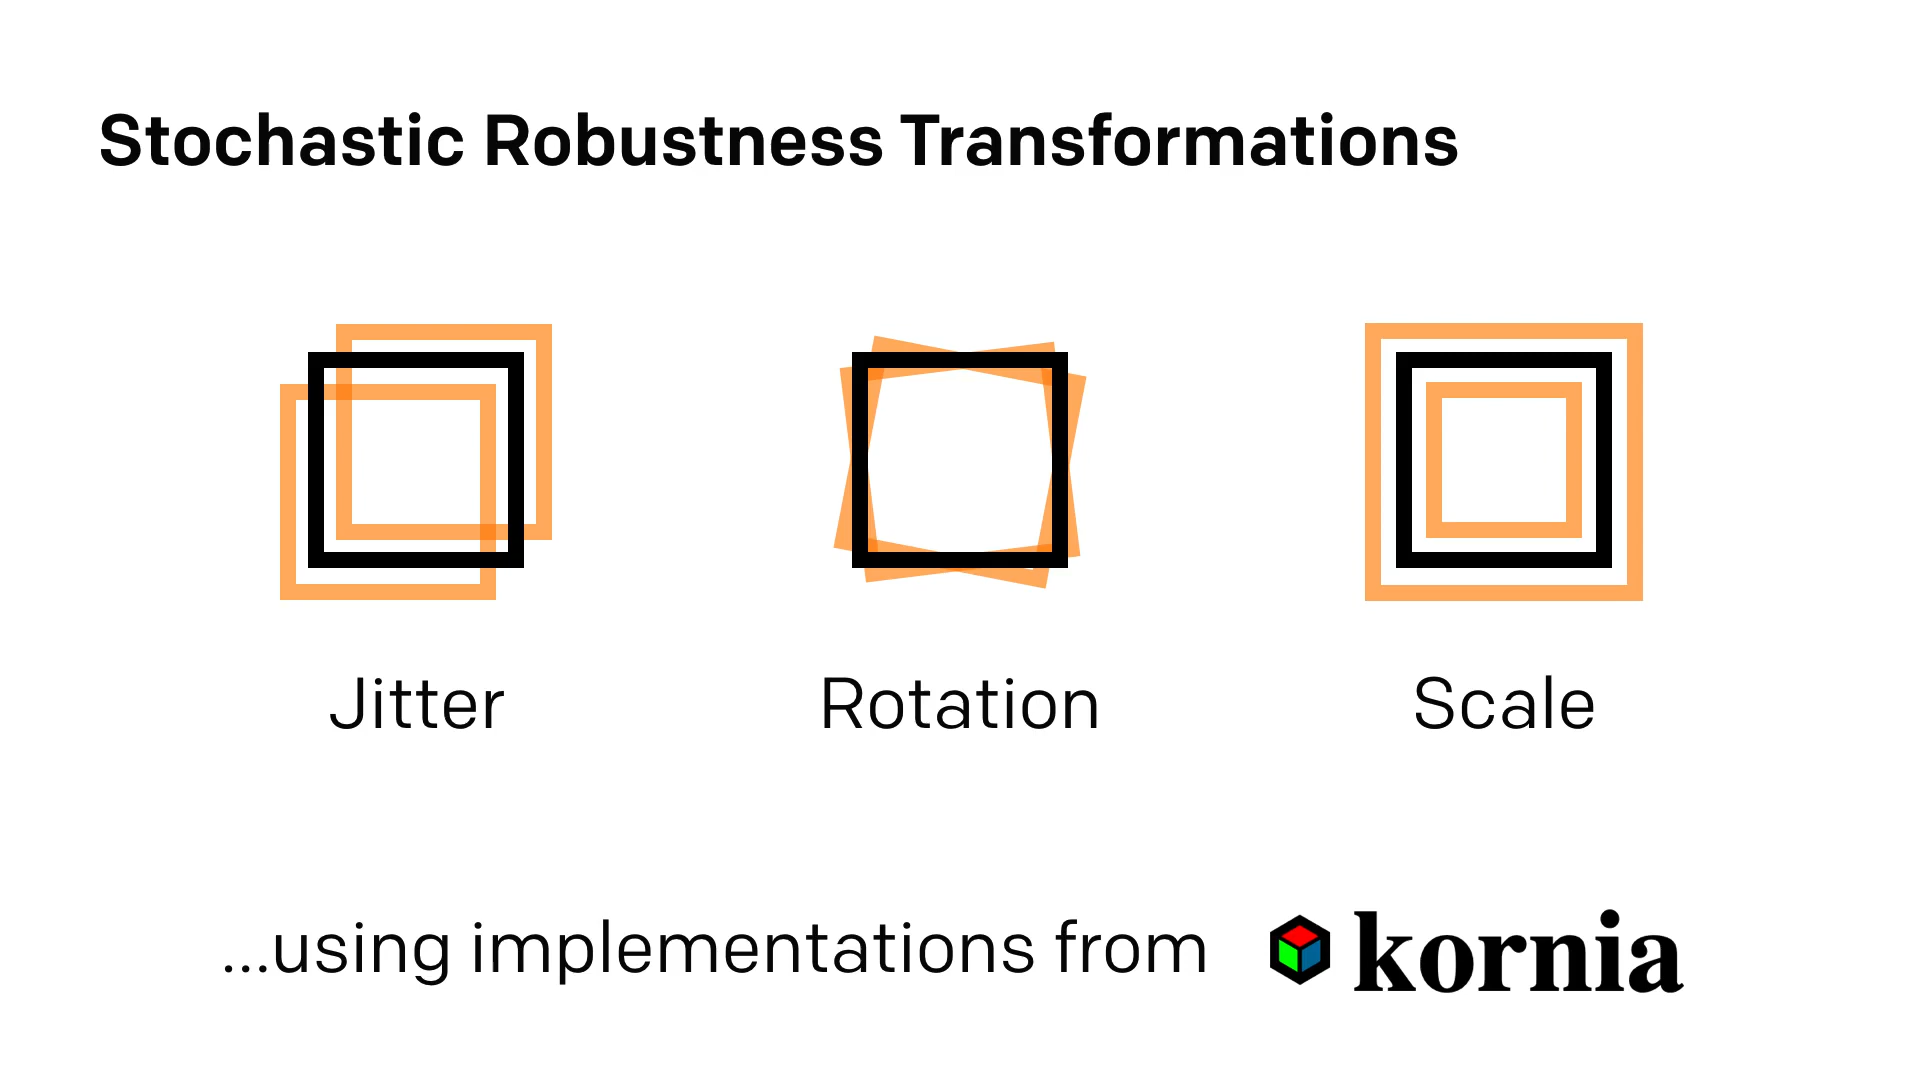 Stochastic Robustness Transformations
Jitter
Rotation
Scale
...using implementations from kornia